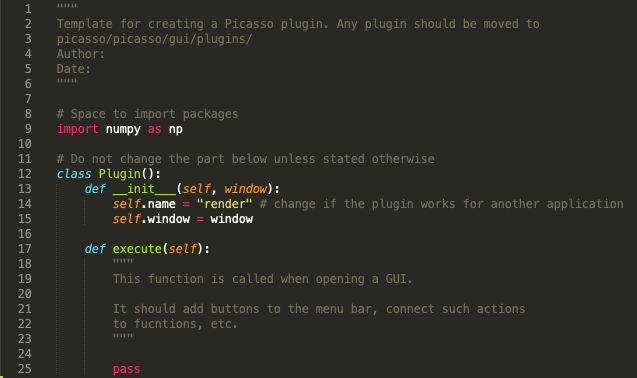 1 """
2 Template for creating a Picasso plugin. Any plugin should be moved to
3 picasso/picasso/gui/plugins/
4 Author:
5 Date:
6 """
7
8 # Space to import packages
9 import numpy as np
10
11 # Do not change the part below unless stated otherwise
12 class Plugin():
13 def __init__(self, window):
14 self.name = "render" # change if the plugin works for another application
15 self.window = window
16
17 def execute(self):
18 """
19 This function is called when opening a GUI.
20
21 It should add buttons to the menu bar, connect such actions
22 to fucntions, etc.
23 """
24
25 pass